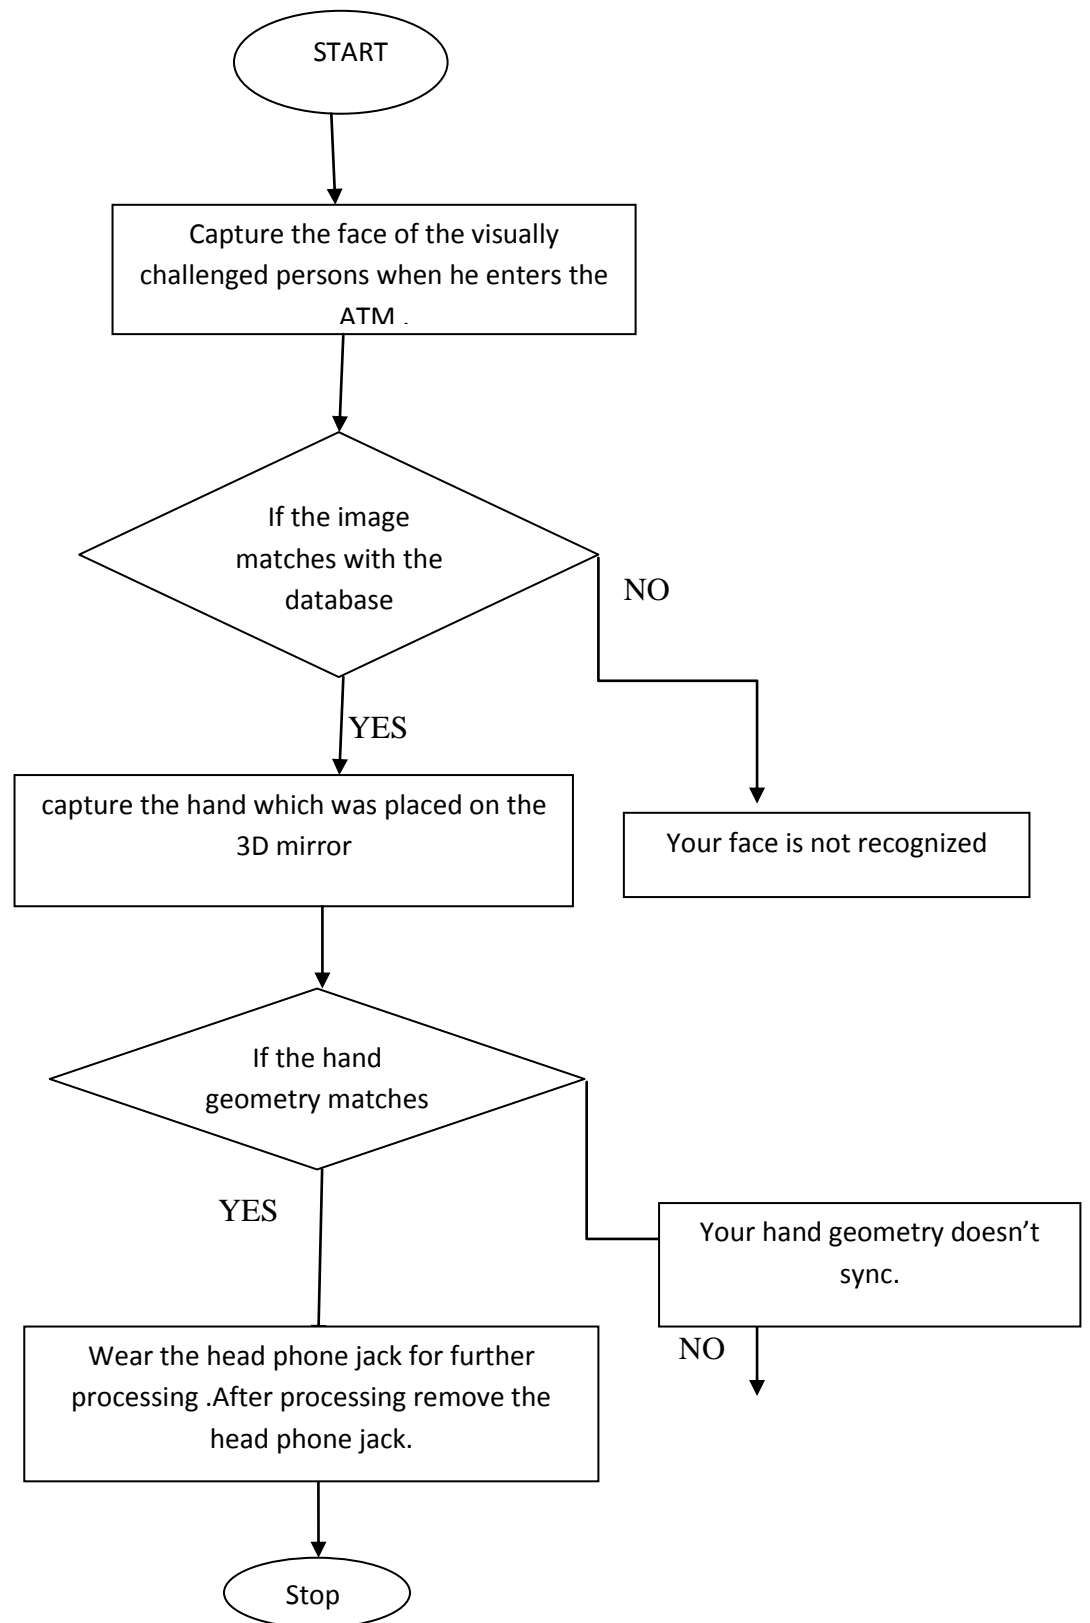 START
Capture the face of the visually
challenged persons when he enters the
ATM .
If the image
matches with the
database
NO
YES
capture the hand which was placed on the
3D mirror
Your face is not recognized
If the hand
geometry matches
YES
Your hand geometry doesn’t
sync.
NO
Wear the head phone jack for further
processing .After processing remove the
head phone jack.
Stop